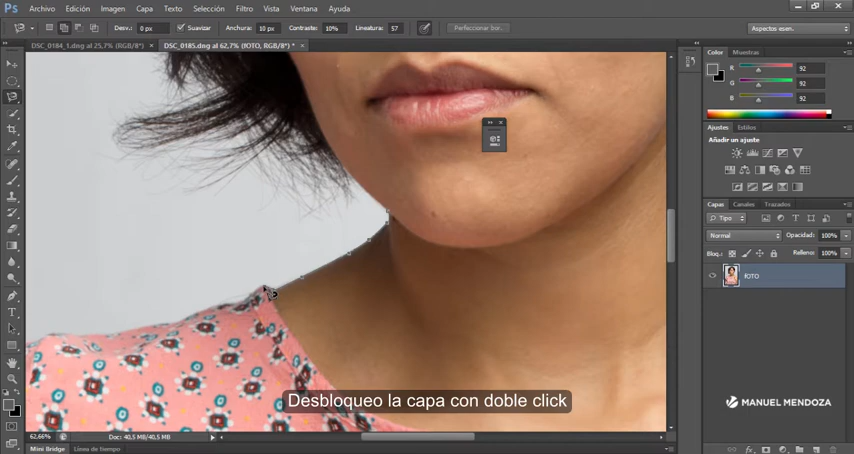 Ps Archivo Edición Imagen Capa Texto Selección Filtro Vista Ventana Ayuda
Desv.: 0 px Suavizar Anchura: 10 px Contraste: 10% Lineatura: 57 Perfeccionar bor... Aspectos esen.
DSC_0184_1.dng al 25,7% (RGB/8*) × DSC_0185.dng al 62,7% (fOTO, RGB/8*) * ×
Color Muestras
R 92
G 92
B 92
Ajustes Estilos
Añadir un ajuste
Capas Canales Trazados
Tipo
Normal Opacidad: 100%
Bloq.: Relleno: 100%
fOTO
Desbloqueo la capa con doble click
MANUEL MENDOZA
62.66% Doc: 40,5 MB/40,5 MB
Mini Bridge Línea de tiempo